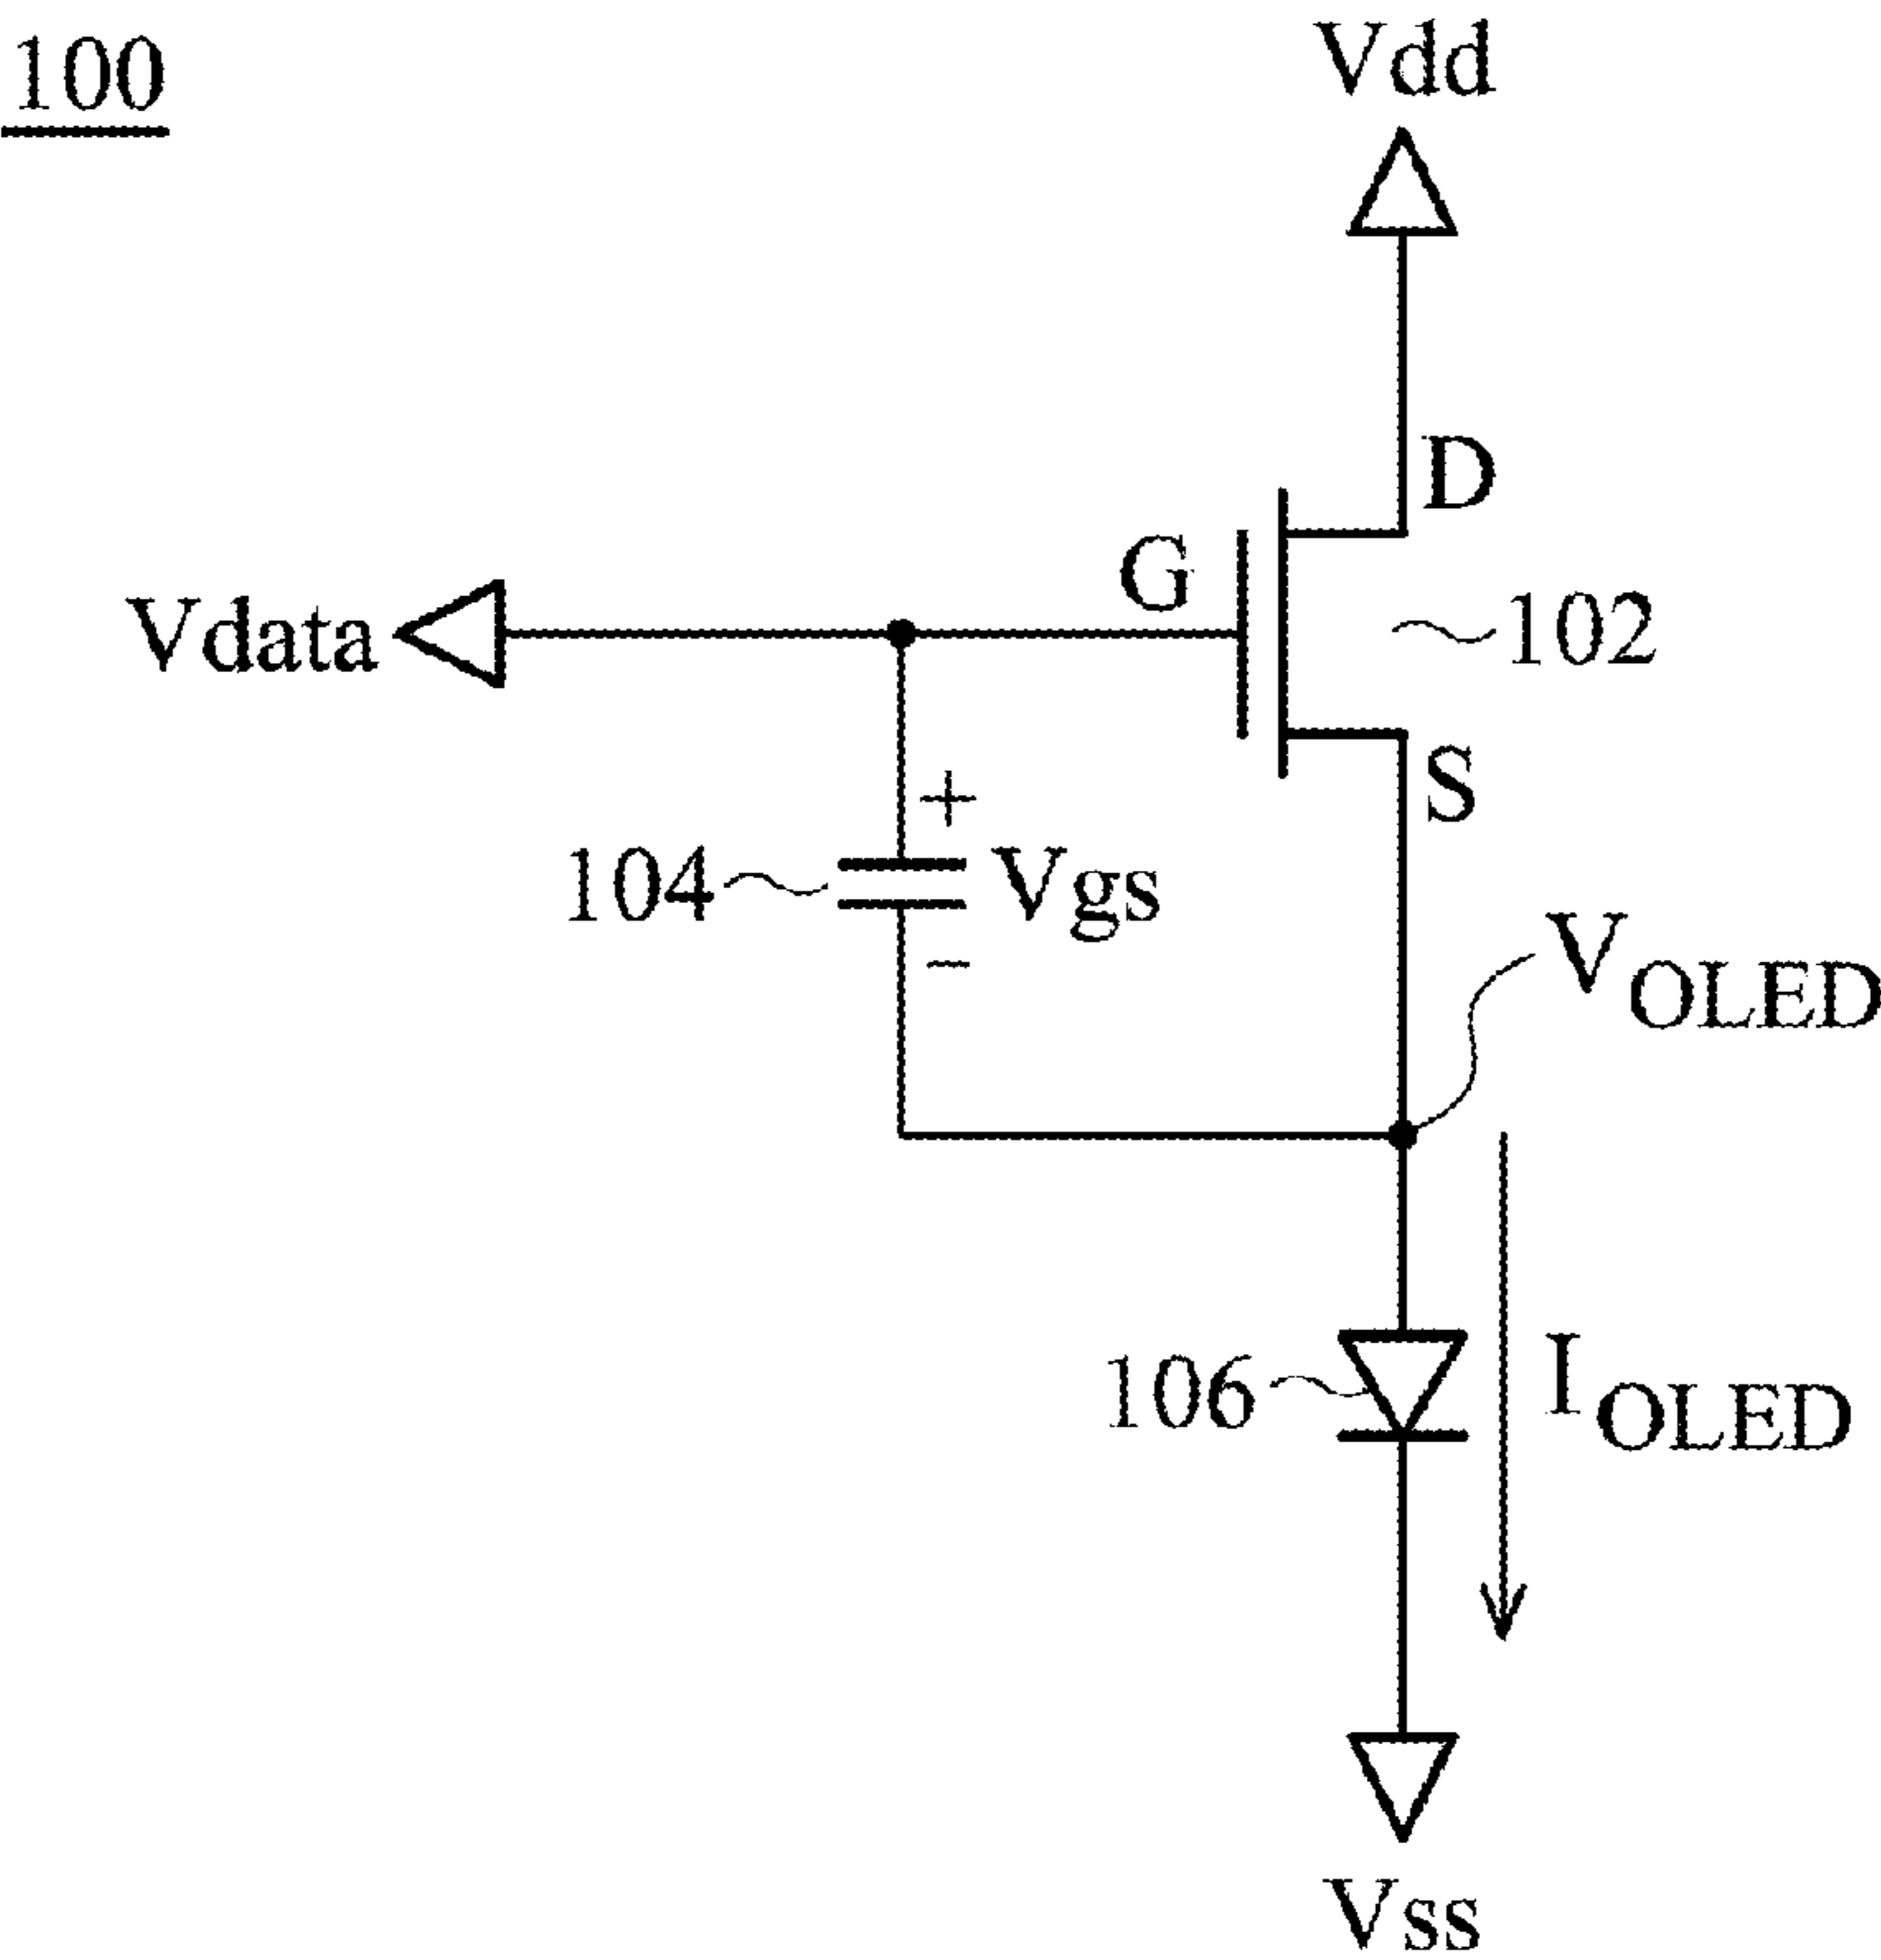 100
Vdd
D
G
102
Vdata
S
+
104
Vgs
−
VOLED
106
IOLED
Vss